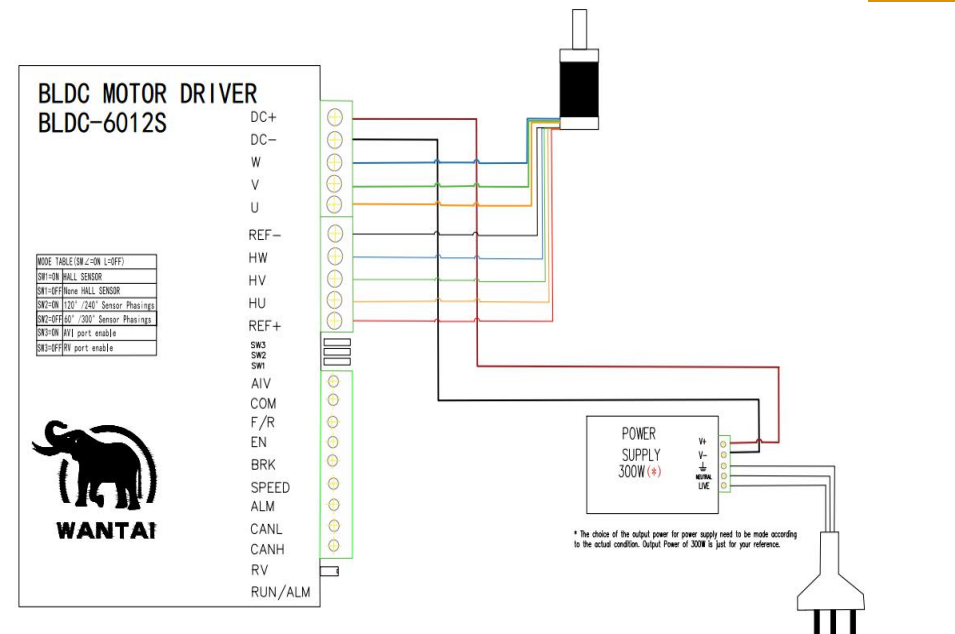 BLDC MOTOR DRIVER
BLDC-6012S
DC+
DC-
W
V
U
REF-
HW
HV
HU
REF+
SW3
SW2
SW1
AIV
COM
F/R
EN
BRK
SPEED
ALM
CANL
CANH
RV
RUN/ALM
MODE TABLE(SW ∠=ON L=OFF)
SW1=ON HALL SENSOR
SW1=OFF None HALL SENSOR
SW2=ON 120°/240° Sensor Phasings
SW2=OFF 60°/300° Sensor Phasings
SW3=ON AVI port enable
SW3=OFF RV port enable
WANTAI
POWER
SUPPLY
300W(*)
V+
V-
NEUTRAL
LIVE
* The choice of the output power for power supply need to be made according
to the actual condition. Output Power of 300W is just for your reference.